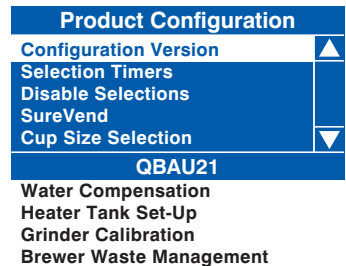 Product Configuration
Configuration Version
Selection Timers
Disable Selections
SureVend
Cup Size Selection
QBAU21
Water Compensation
Heater Tank Set-Up
Grinder Calibration
Brewer Waste Management